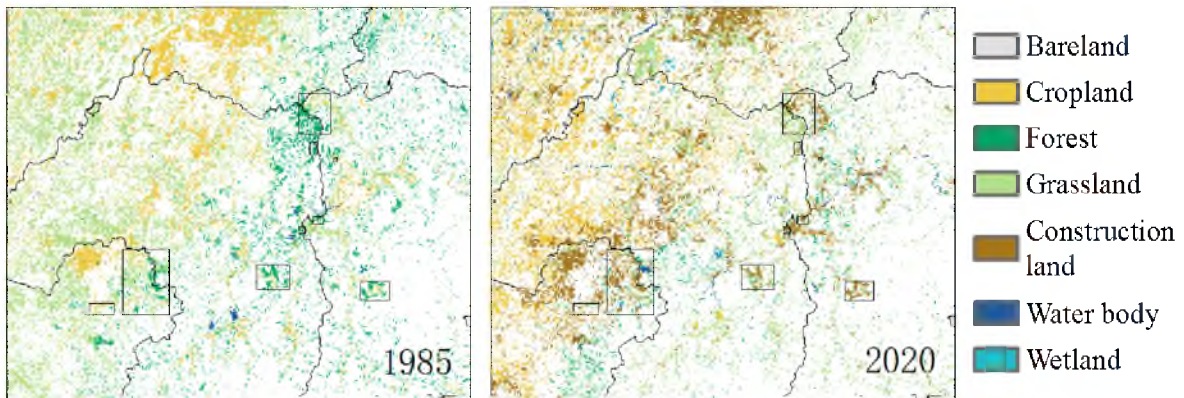 1985
2020
Bareland
Cropland
Forest
Grassland
Construction
land
Water body
Wetland